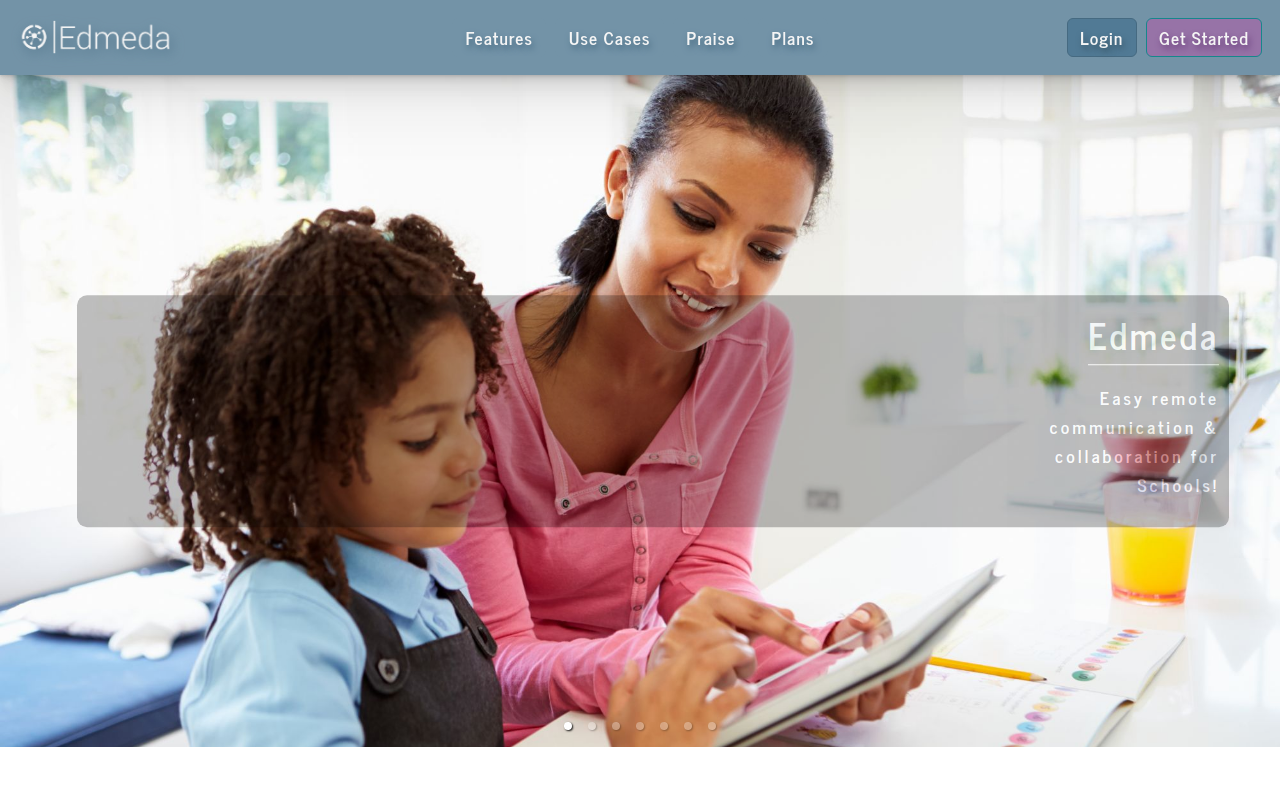 Edmeda
Features
Use Cases
Praise
Plans
Login
Get Started
Edmeda
Easy remote
communication &
collaboration for
Schools!